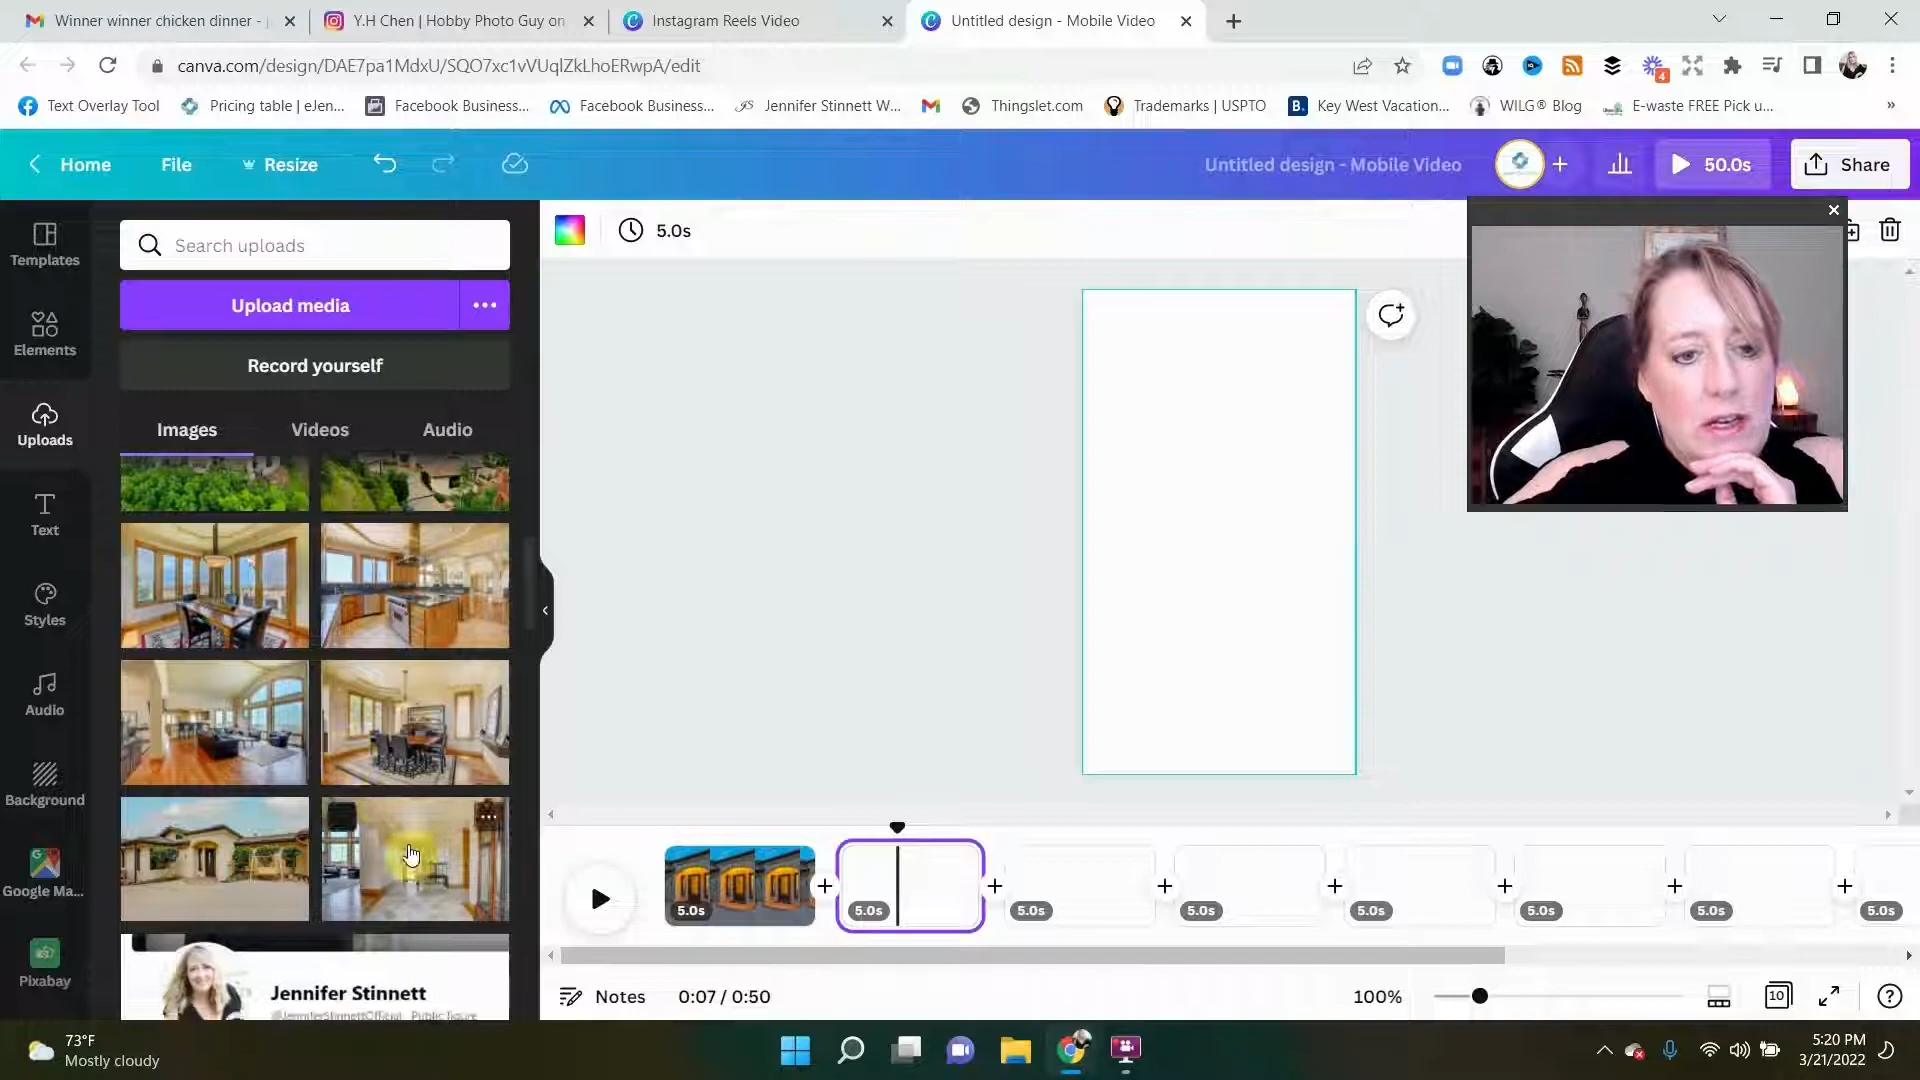 Winner winner chicken dinner -
Y.H Chen | Hobby Photo Guy on
Instagram Reels Video
Untitled design - Mobile Video
canva.com/design/DAE7pa1MdxU/SQO7xc1vVUqlZkLhoERwpA/edit
4
Text Overlay Tool
Pricing table | eJen...
Facebook Business...
Facebook Business...
Jennifer Stinnett W...
Thingslet.com
Trademarks | USPTO
Key West Vacation...
WILG® Blog
E-waste FREE Pick u...
Home
File
Resize
Untitled design - Mobile Video
50.0s
Share
Templates
Elements
Uploads
Text
Styles
Audio
Background
Google Ma...
Pixabay
Search uploads
Upload media
Record yourself
Images
Videos
Audio
Jennifer Stinnett
@JenniferStinnettOfficial · Public figure
5.0s
5.0s
5.0s
5.0s
5.0s
5.0s
5.0s
5.0s
5.0s
Notes
0:07 / 0:50
100%
10
73°F
Mostly cloudy
5:20 PM
3/21/2022